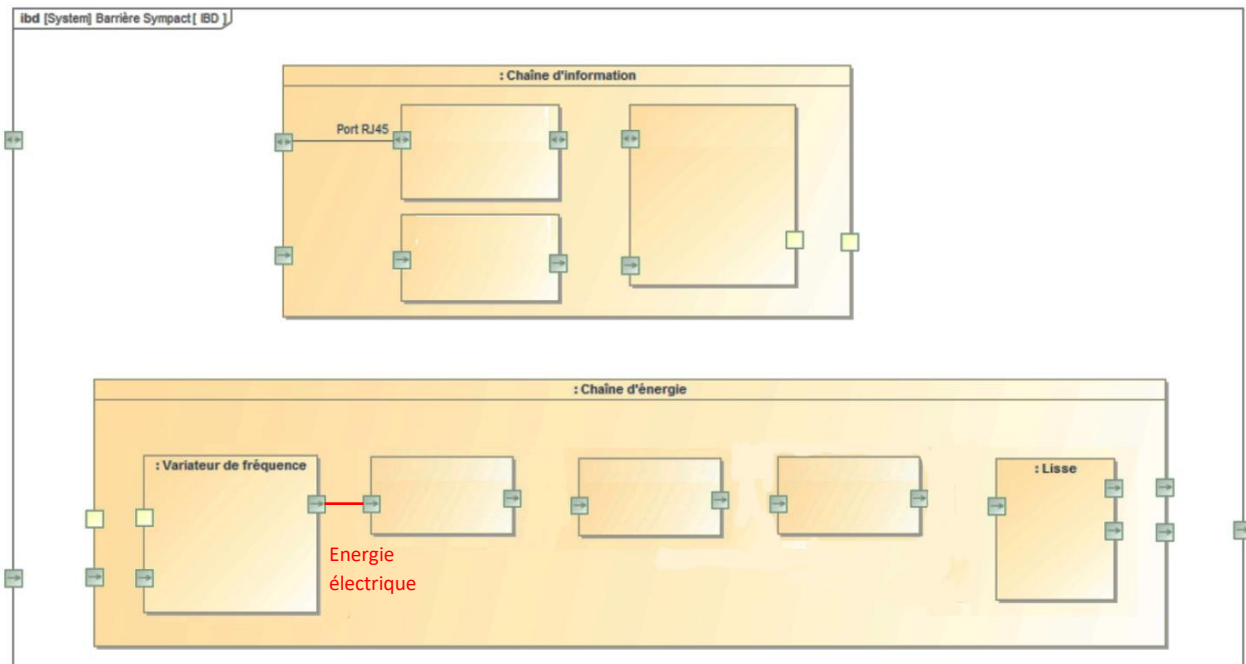 ibd [System] Barrière Sympact [ IBD ]
: Chaîne d'information
Port RJ45
: Chaîne d'énergie
: Variateur de fréquence
: Lisse
Energie
électrique